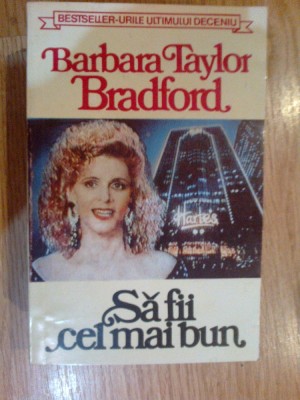 BESTSELLER-URILE ULTIMULUI DECENIU
Barbara Taylor
Bradford
Harte's
Să fii
cel mai bun